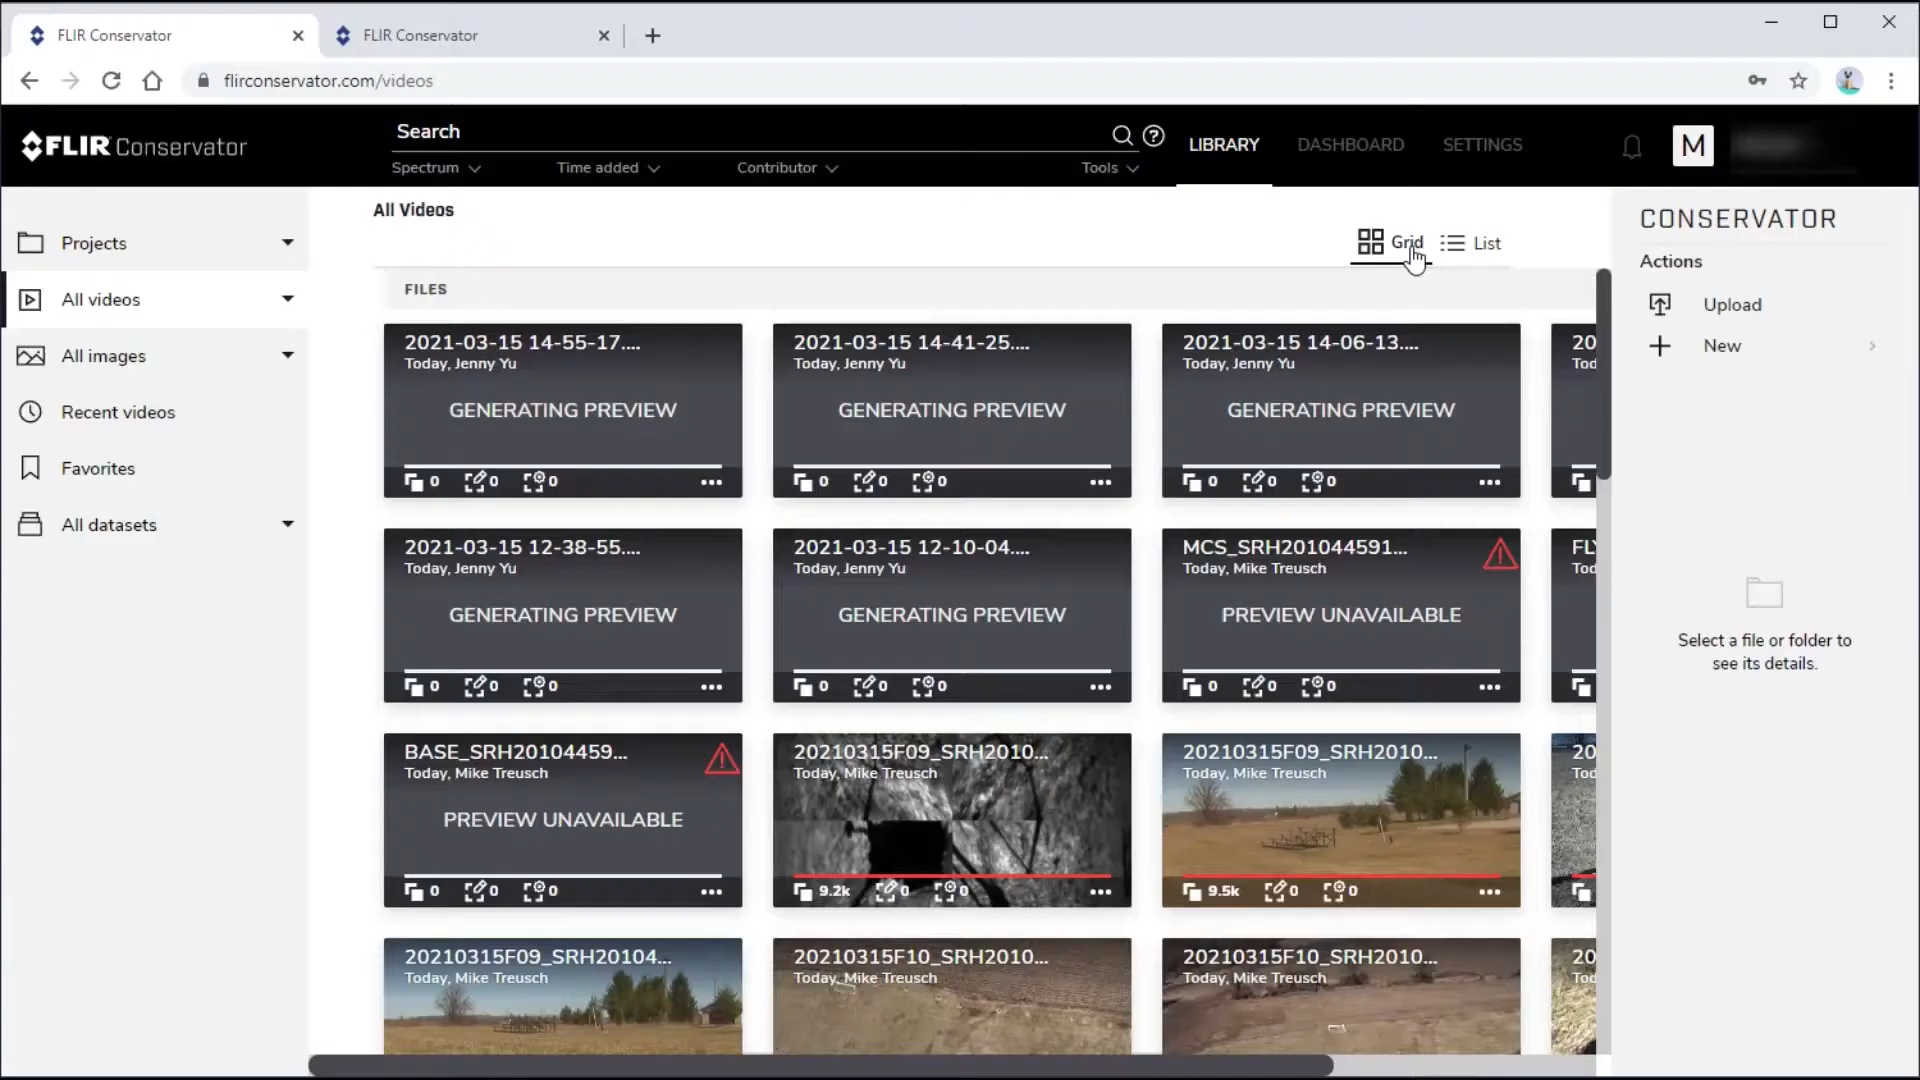 FLIR Conservator
FLIR Conservator
flirconservator.com/videos
FLIR Conservator
Search
LIBRARY DASHBOARD SETTINGS
M
Spectrum Time added Contributor Tools
Projects
All videos
All images
Recent videos
Favorites
All datasets
All Videos
Grid List
FILES
2021-03-15 14-55-17....
Today, Jenny Yu
GENERATING PREVIEW
0 0 0
2021-03-15 14-41-25....
Today, Jenny Yu
GENERATING PREVIEW
0 0 0
2021-03-15 14-06-13....
Today, Jenny Yu
GENERATING PREVIEW
0 0 0
20
Tod
2021-03-15 12-38-55....
Today, Jenny Yu
GENERATING PREVIEW
0 0 0
2021-03-15 12-10-04....
Today, Jenny Yu
GENERATING PREVIEW
0 0 0
MCS_SRH201044591...
Today, Mike Treusch
PREVIEW UNAVAILABLE
0 0 0
FL
Tod
BASE_SRH20104459...
Today, Mike Treusch
PREVIEW UNAVAILABLE
0 0 0
20210315F09_SRH2010...
Today, Mike Treusch
9.2k 0 0
20210315F09_SRH2010...
Today, Mike Treusch
9.5k 0 0
20
Tod
20210315F09_SRH20104...
Today, Mike Treusch
20210315F10_SRH2010...
Today, Mike Treusch
20210315F10_SRH2010...
Today, Mike Treusch
20
Tod
CONSERVATOR
Actions
Upload
New
Select a file or folder to
see its details.